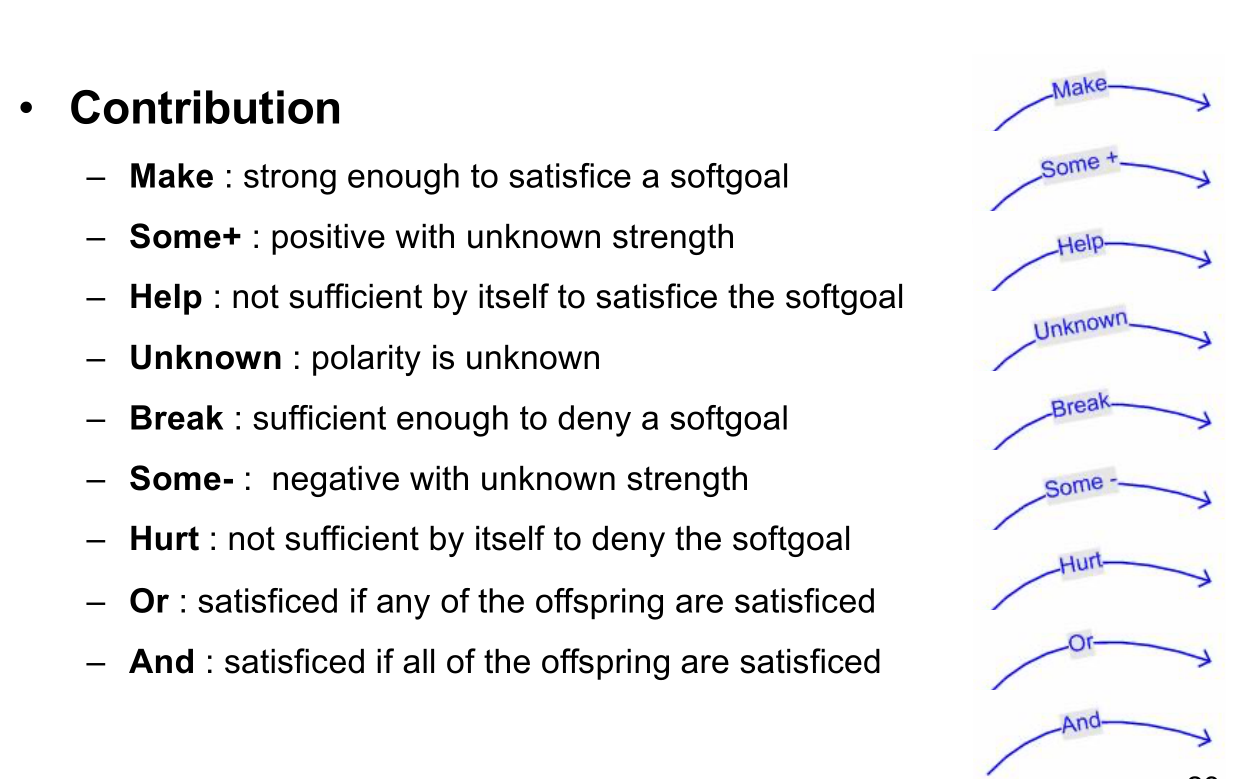 • Contribution
– Make : strong enough to satisfice a softgoal
– Some+ : positive with unknown strength
– Help : not sufficient by itself to satisfice the softgoal
– Unknown : polarity is unknown
– Break : sufficient enough to deny a softgoal
– Some- :  negative with unknown strength
– Hurt : not sufficient by itself to deny the softgoal
– Or : satisficed if any of the offspring are satisficed
– And : satisficed if all of the offspring are satisficed
Make
Some +
Help
Unknown
Break
Some -
Hurt
Or
And